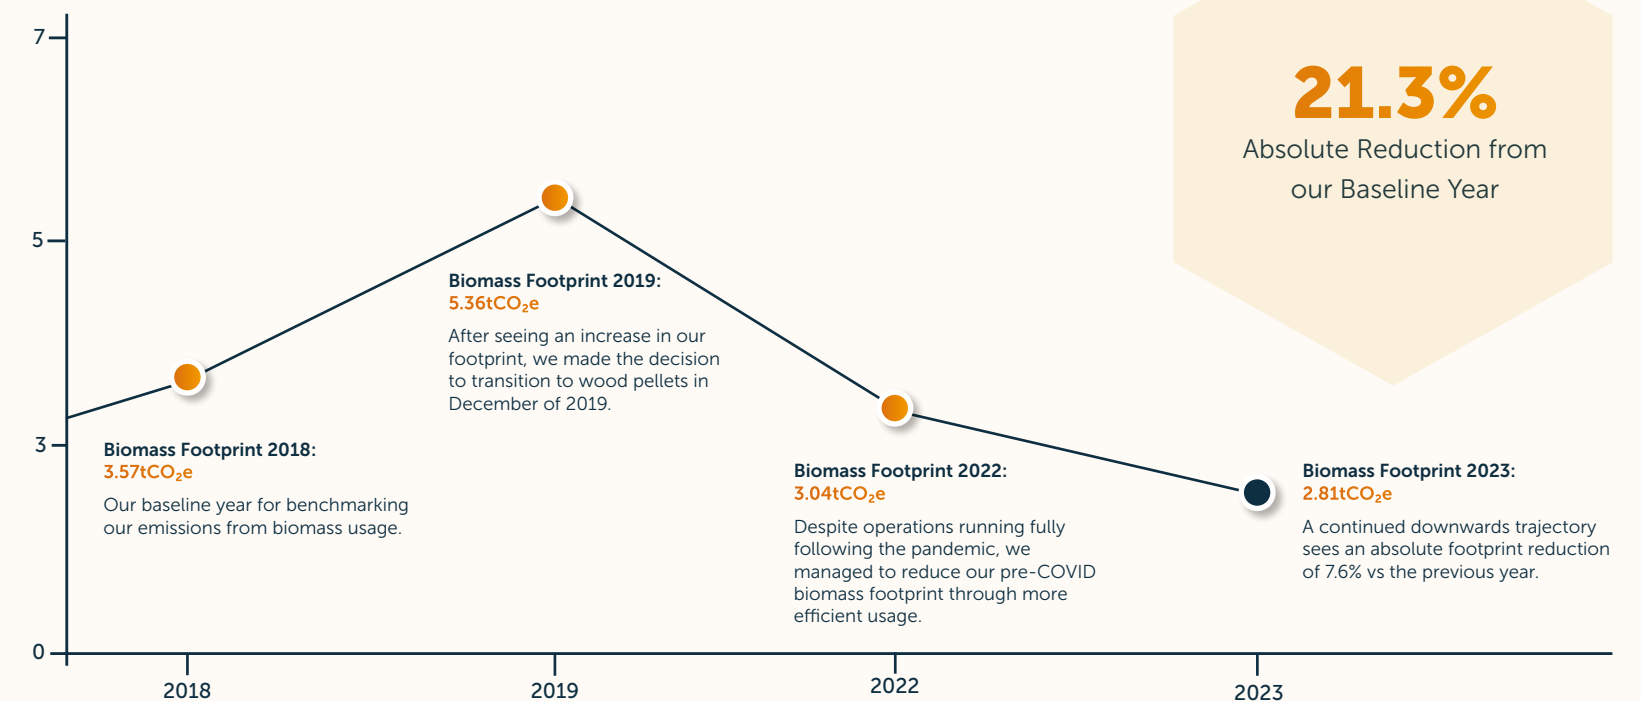 7
5
3
0
21.3%
Absolute Reduction from
our Baseline Year
Biomass Footprint 2018:
3.57tCO₂e
Our baseline year for benchmarking
our emissions from biomass usage.
Biomass Footprint 2019:
5.36tCO₂e
After seeing an increase in our
footprint, we made the decision
to transition to wood pellets in
December of 2019.
Biomass Footprint 2022:
3.04tCO₂e
Despite operations running fully
following the pandemic, we
managed to reduce our pre-COVID
biomass footprint through more
efficient usage.
Biomass Footprint 2023:
2.81tCO₂e
A continued downwards trajectory
sees an absolute footprint reduction
of 7.6% vs the previous year.
2018
2019
2022
2023